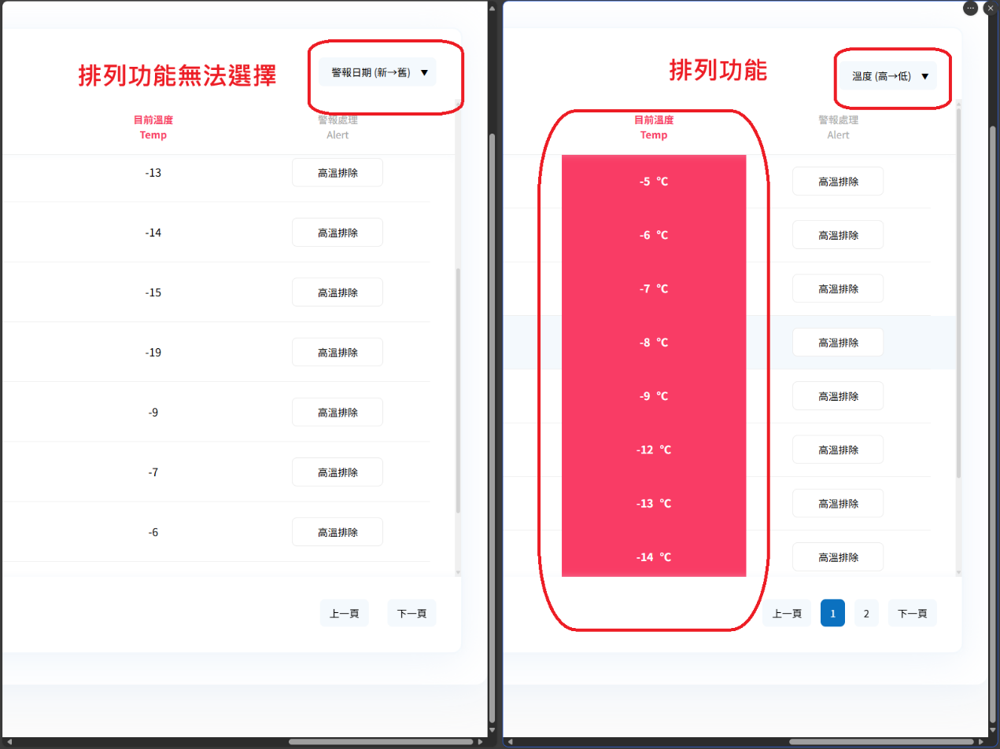 排列功能無法選擇
警報日期 (新→舊) ▼
目前溫度
Temp
警報處理
Alert
-13
高溫排除
-14
高溫排除
-15
高溫排除
-19
高溫排除
-9
高溫排除
-7
高溫排除
-6
高溫排除
上一頁
下一頁
排列功能
溫度 (高→低) ▼
目前溫度
Temp
警報處理
Alert
-5 °C
高溫排除
-6 °C
高溫排除
-7 °C
高溫排除
-8 °C
高溫排除
-9 °C
高溫排除
-12 °C
高溫排除
-13 °C
高溫排除
-14 °C
高溫排除
上一頁
1
2
下一頁